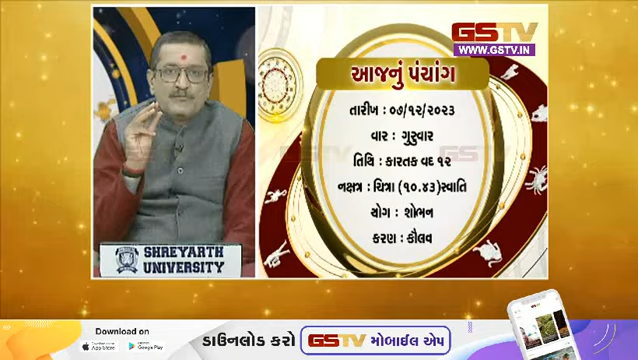 GSTV
WWW.GSTV.IN
આજનું પંચાંગ
તારીખ : ૦૭/૧૨/૨૦૨૩
વાર : ગુરુવાર
તિથિ : કારતક વદ ૧૨
નક્ષત્ર : ચિત્રા (૧૦.૪૩)સ્વાતિ
યોગ : શોભન
કરણ : કૌલવ
SHREYARTH
UNIVERSITY
Download on
App Store
Google Play
ડાઉનલોડ કરો GSTV મોબાઈલ એપ